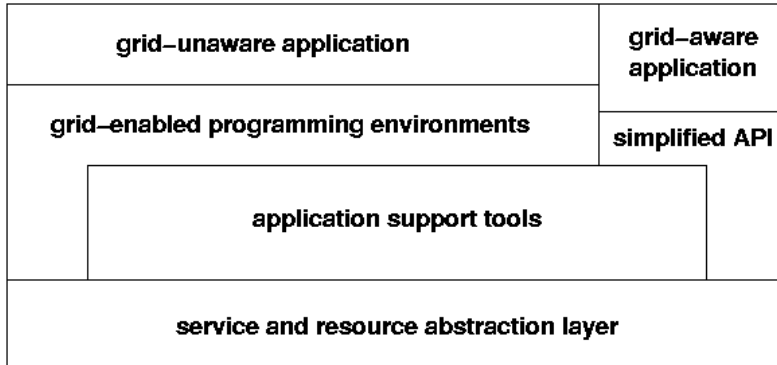 grid–unaware application
grid–aware
application
grid–enabled programming environments
simplified API
application support tools
service and resource abstraction layer